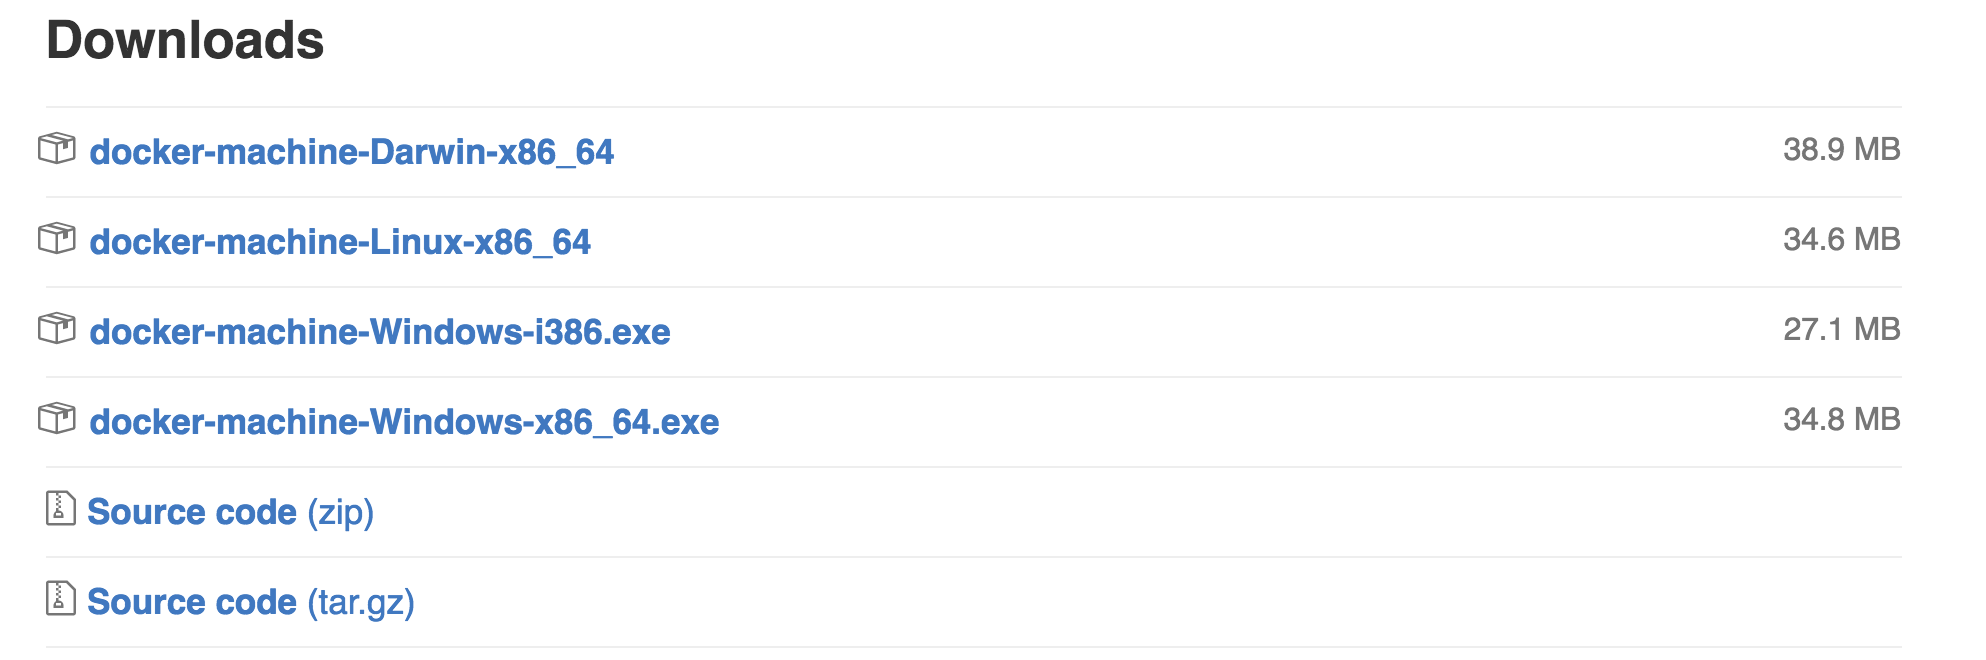 Downloads
docker-machine-Darwin-x86_64 38.9 MB
docker-machine-Linux-x86_64 34.6 MB
docker-machine-Windows-i386.exe 27.1 MB
docker-machine-Windows-x86_64.exe 34.8 MB
Source code (zip)
Source code (tar.gz)